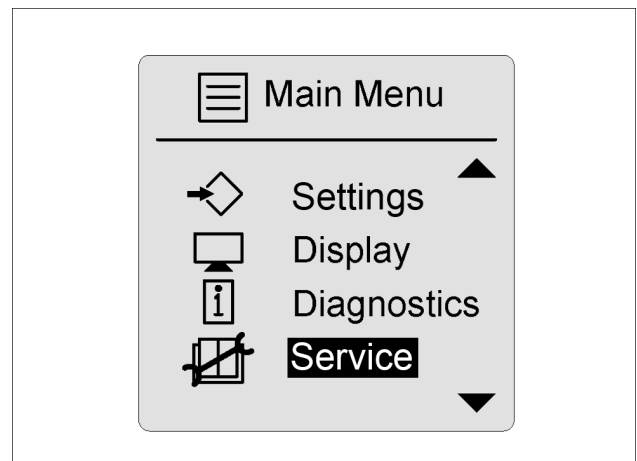 Main Menu
Settings
Display
i Diagnostics
Service